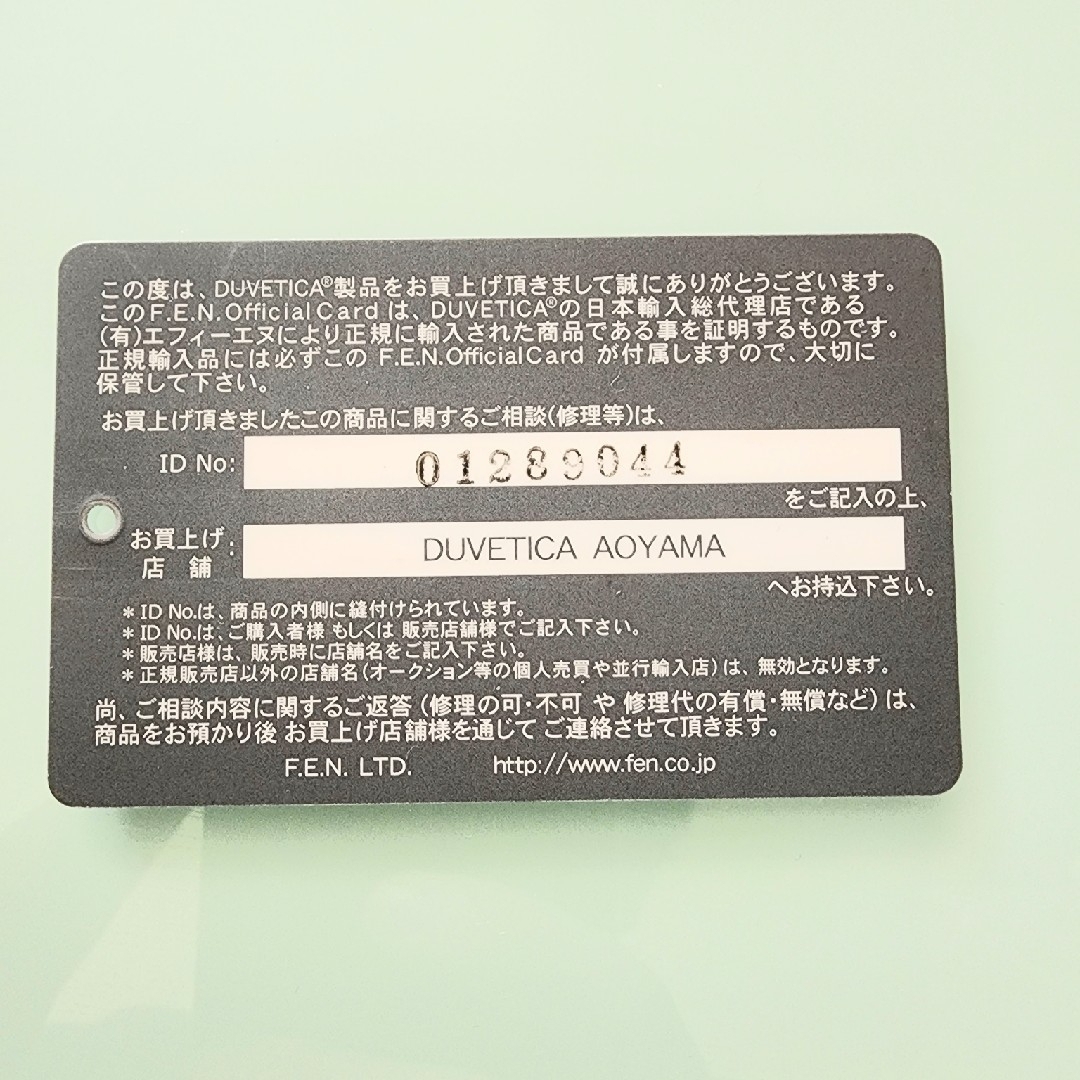 この度は、DUVETICA®製品をお買上げ頂きまして誠にありがとうございます。
このF.E.N.Official Cardは、DUVETICA®の日本輸入総代理店である
(有)エフィーエヌにより正規に輸入された商品である事を証明するものです。
正規輸入品には必ずこの F.E.N.OfficialCard が付属しますので、大切に
保管して下さい。
お買上げ頂きましたこの商品に関するご相談(修理等)は、
ID No: 01289044
をご記入の上、
お買上げ店舗: DUVETICA AOYAMA
へお持込下さい。
*ID No.は、商品の内側に縫付けられています。
*ID No.は、ご購入者様 もしくは 販売店舗様でご記入下さい。
*販売店様は、販売時に店舗名をご記入下さい。
*正規販売店以外の店舗名(オークション等の個人売買や並行輸入店)は、無効となります。
尚、ご相談内容に関するご返答(修理の可・不可 や 修理代の有償・無償など)は、
商品をお預かり後 お買上げ店舗様を通じて ご連絡させて頂きます。
F.E.N. LTD. http://www.fen.co.jp